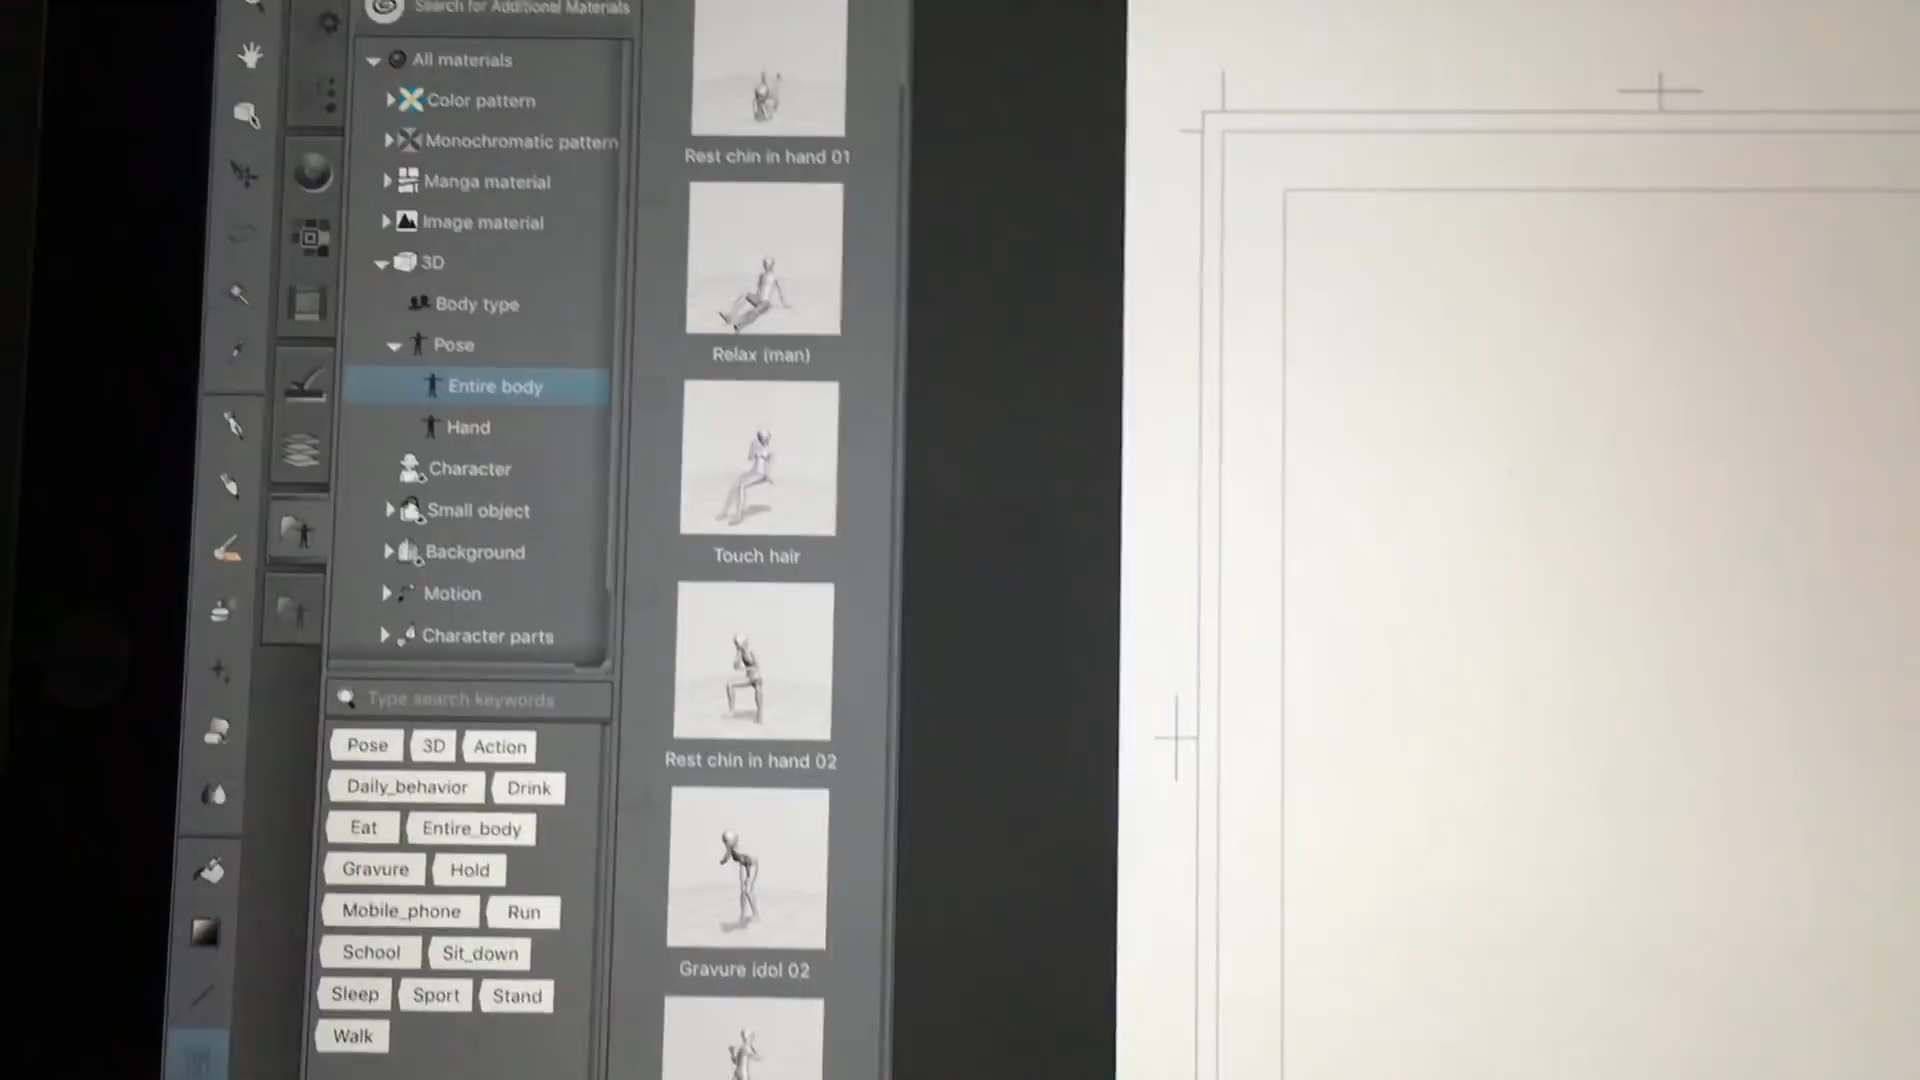 Search for Additional Materials
All materials
Color pattern
Monochromatic pattern
Manga material
Image material
3D
Body type
Pose
Entire body
Hand
Character
Small object
Background
Motion
Character parts
Type search keywords
Pose 3D Action
Daily_behavior Drink
Eat Entire_body
Gravure Hold
Mobile_phone Run
School Sit_down
Sleep Sport Stand
Walk
Rest chin in hand 01
Relax (man)
Touch hair
Rest chin in hand 02
Gravure idol 02